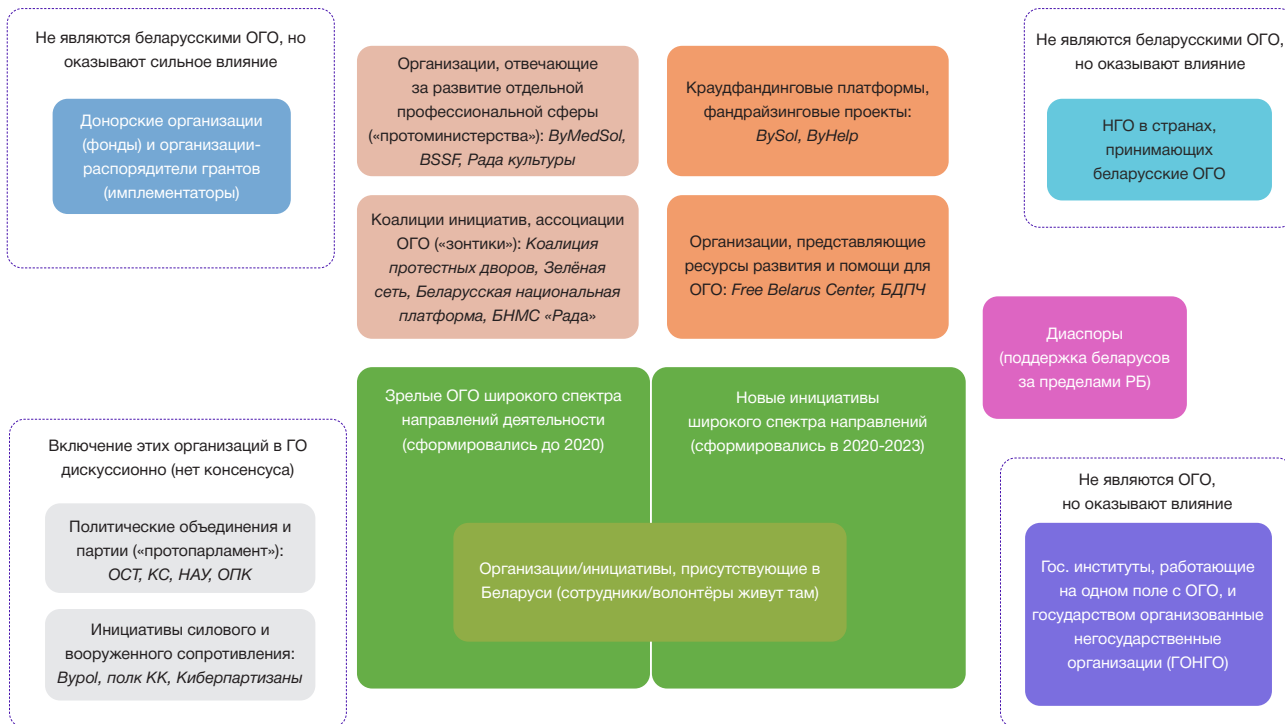 Не являются беларусскими ОГО, но
оказывают сильное влияние
Донорские организации
(фонды) и организации-
распорядители грантов
(имплементаторы)
Организации, отвечающие
за развитие отдельной
профессиональной сферы
(«протоминистерства»): ByMedSol,
BSSF, Рада культуры
Краудфандинговые платформы,
фандрайзинговые проекты:
BySol, ByHelp
Не являются беларусскими ОГО,
но оказывают влияние
НГО в странах,
принимающих
беларусские ОГО
Коалиции инициатив, ассоциации
ОГО («зонтики»): Коалиция
протестных дворов, Зелёная
сеть, Беларусская национальная
платформа, БНМС «Рада»
Организации, представляющие
ресурсы развития и помощи для
ОГО: Free Belarus Center, БДПЧ
Диаспоры
(поддержка беларусов
за пределами РБ)
Зрелые ОГО широкого спектра
направлений деятельности
(сформировались до 2020)
Новые инициативы
широкого спектра направлений
(сформировались в 2020-2023)
Организации/инициативы, присутствующие в
Беларуси (сотрудники/волонтёры живут там)
Включение этих организаций в ГО
дискуссионно (нет консенсуса)
Политические объединения и
партии («протопарламент»):
ОСТ, КС, НАУ, ОПК
Инициативы силового и
вооруженного сопротивления:
Bypol, полк КК, Киберпартизаны
Не являются ОГО,
но оказывают влияние
Гос. институты, работающие
на одном поле с ОГО, и
государством организованные
негосударственные
организации (ГОНГО)